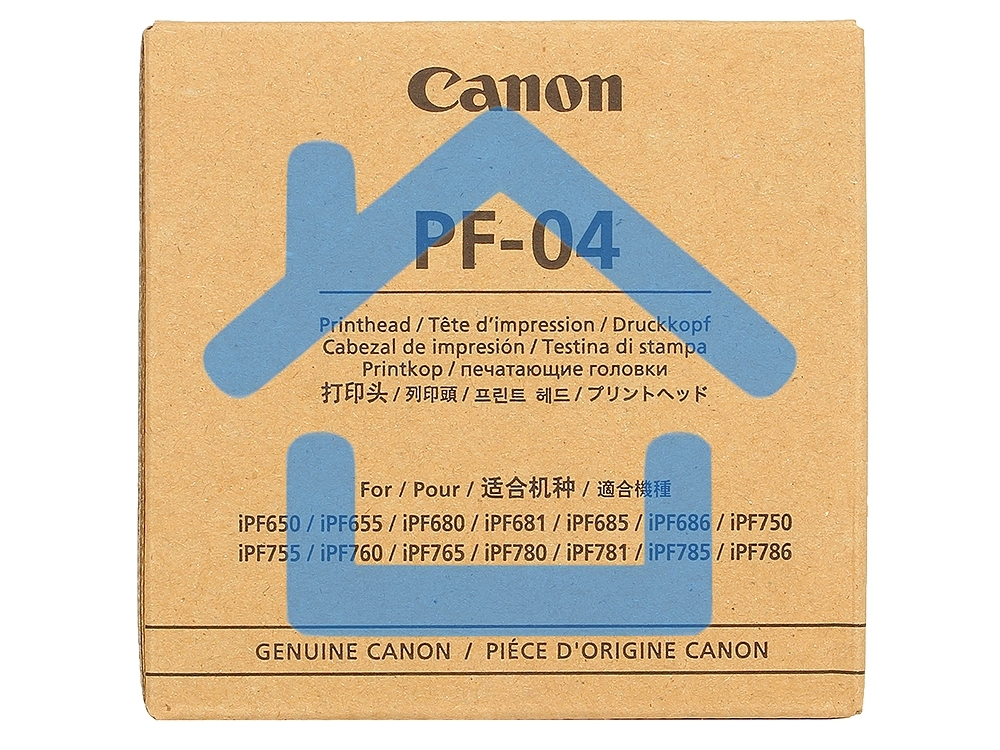 Canon
PF-04
Printhead / Tête d’impression / Druckkopf
Cabezal de impresión / Testina di stampa
Printkop / печатающие головки
打印头 / 列印頭 / 프린트 헤드 / プリントヘッド
For / Pour / 适合机种 / 適合機種
iPF650 / iPF655 / iPF680 / iPF681 / iPF685 / iPF686 / iPF750
iPF755 / iPF760 / iPF765 / iPF780 / iPF781 / iPF785 / iPF786
GENUINE CANON / PIÉCE D'ORIGINE CANON